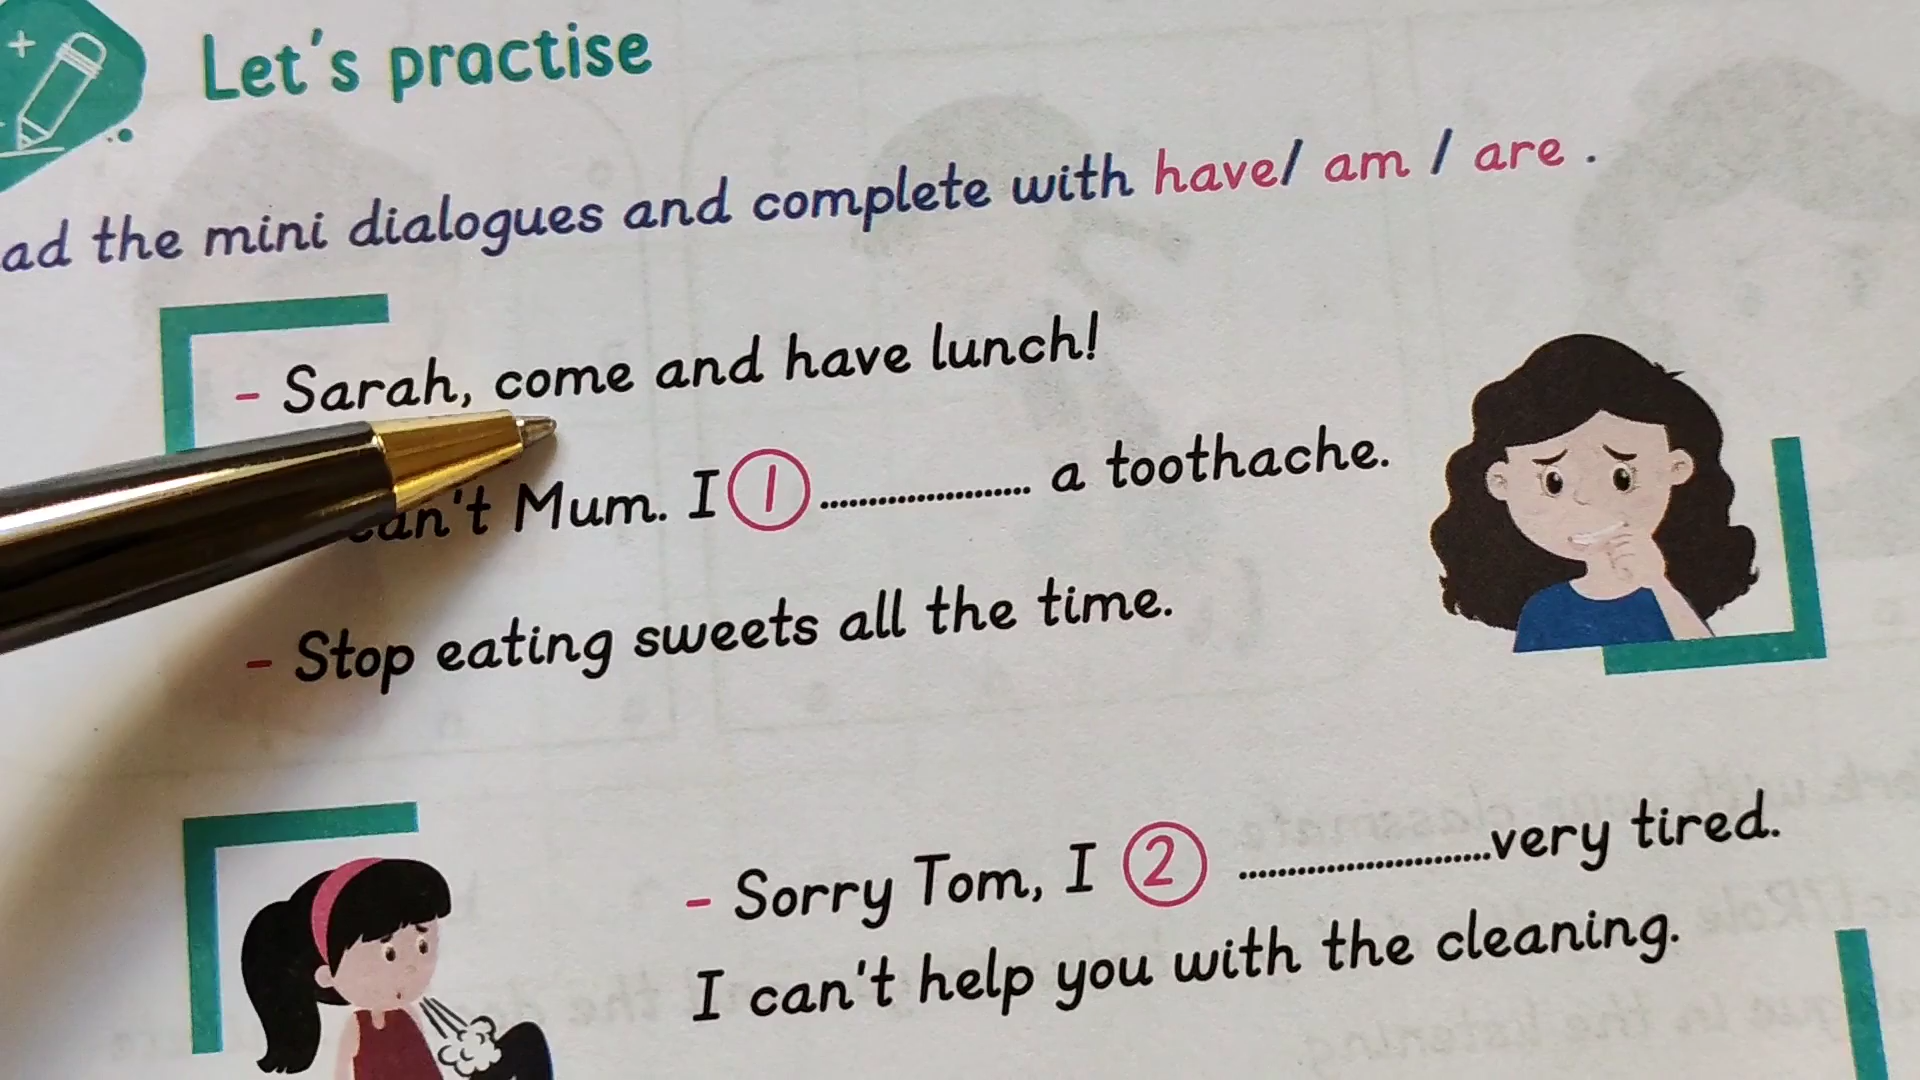 Let's practise
ad the mini dialogues and complete with have/ am / are .
- Sarah, come and have lunch!
can't Mum. I ① ..................... a toothache.
- Stop eating sweets all the time.
- Sorry Tom, I ② ..........................very tired.
I can't help you with the cleaning.